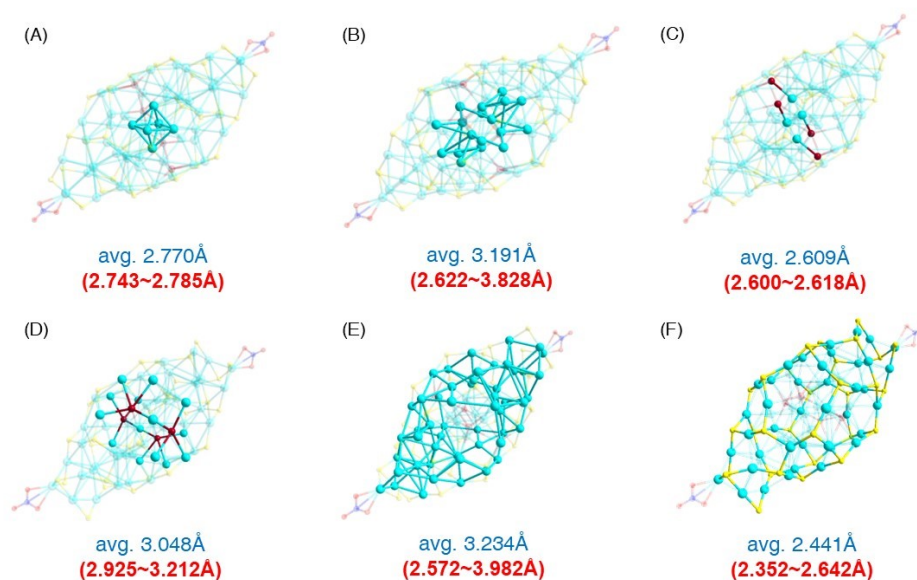 (A)
(B)
(C)
avg. 2.770Å
(2.743~2.785Å)
avg. 3.191Å
(2.622~3.828Å)
avg. 2.609Å
(2.600~2.618Å)
(D)
(E)
(F)
avg. 3.048Å
(2.925~3.212Å)
avg. 3.234Å
(2.572~3.982Å)
avg. 2.441Å
(2.352~2.642Å)